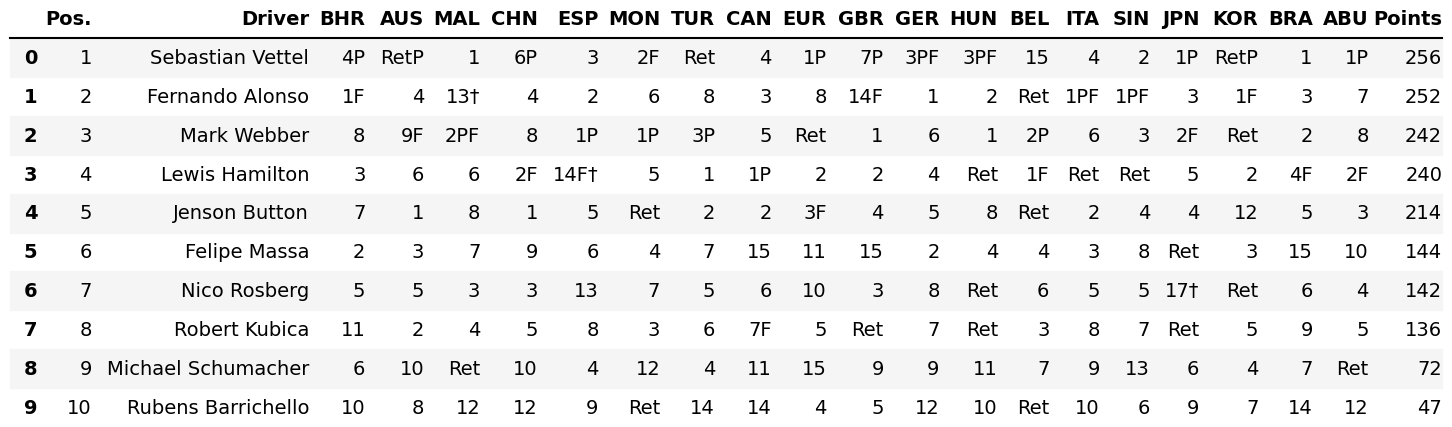 Pos. Driver BHR AUS MAL CHN ESP MON TUR CAN EUR GBR GER HUN BEL ITA SIN JPN KOR BRA ABU Points
0 1 Sebastian Vettel 4P RetP 1 6P 3 2F Ret 4 1P 7P 3PF 3PF 15 4 2 1P RetP 1 1P 256
1 2 Fernando Alonso 1F 4 13† 4 2 6 8 3 8 14F 1 2 Ret 1PF 1PF 3 1F 3 7 252
2 3 Mark Webber 8 9F 2PF 8 1P 1P 3P 5 Ret 1 6 1 2P 6 3 2F Ret 2 8 242
3 4 Lewis Hamilton 3 6 6 2F 14F† 5 1 1P 2 2 4 Ret 1F Ret Ret 5 2 4F 2F 240
4 5 Jenson Button 7 1 8 1 5 Ret 2 2 3F 4 5 8 Ret 2 4 4 12 5 3 214
5 6 Felipe Massa 2 3 7 9 6 4 7 15 11 15 2 4 4 3 8 Ret 3 15 10 144
6 7 Nico Rosberg 5 5 3 3 13 7 5 6 10 3 8 Ret 6 5 5 17† Ret 6 4 142
7 8 Robert Kubica 11 2 4 5 8 3 6 7F 5 Ret 7 Ret 3 8 7 Ret 5 9 5 136
8 9 Michael Schumacher 6 10 Ret 10 4 12 4 11 15 9 9 11 7 9 13 6 4 7 Ret 72
9 10 Rubens Barrichello 10 8 12 12 9 Ret 14 14 4 5 12 10 Ret 10 6 9 7 14 12 47